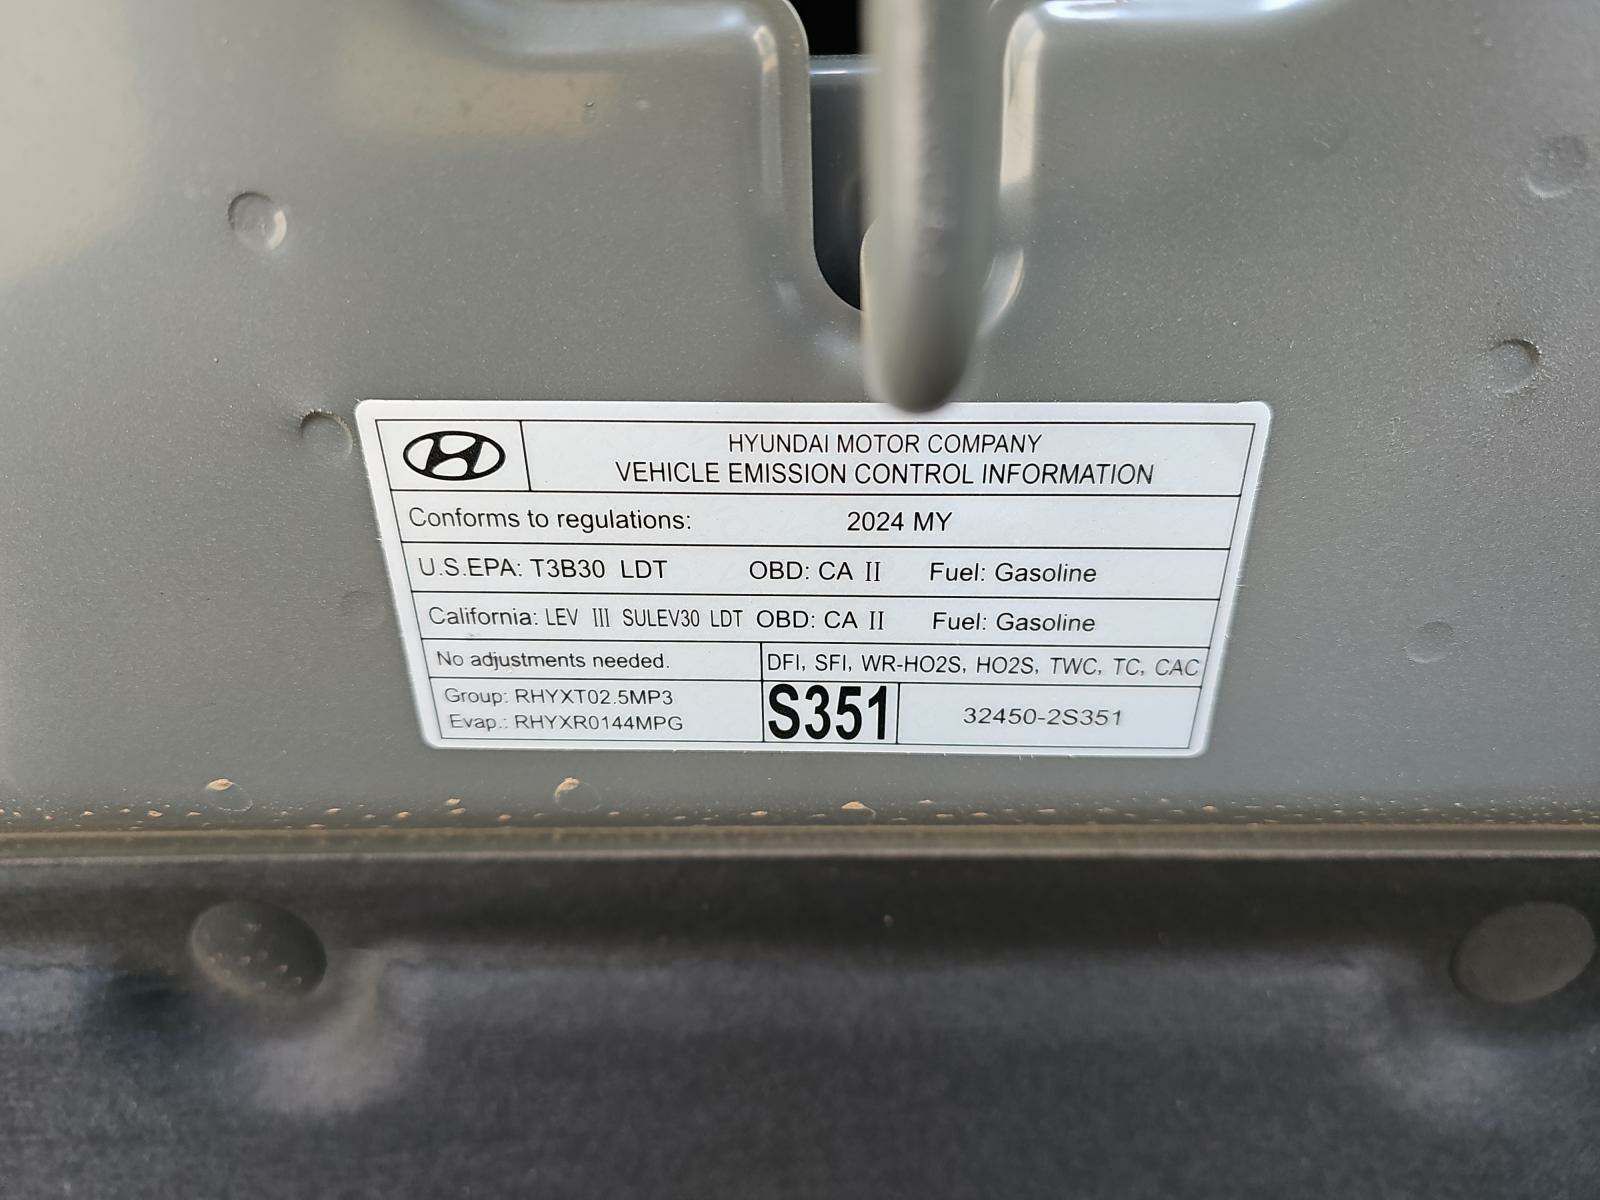 HYUNDAI MOTOR COMPANY
VEHICLE EMISSION CONTROL INFORMATION
Conforms to regulations: 2024 MY
U.S.EPA: T3B30 LDT OBD: CA II Fuel: Gasoline
California: LEV III SULEV30 LDT OBD: CA II Fuel: Gasoline
No adjustments needed. DFI, SFI, WR-HO2S, HO2S, TWC, TC, CAC
Group: RHYXT02.5MP3
Evap.: RHYXR0144MPG
S351
32450-2S351